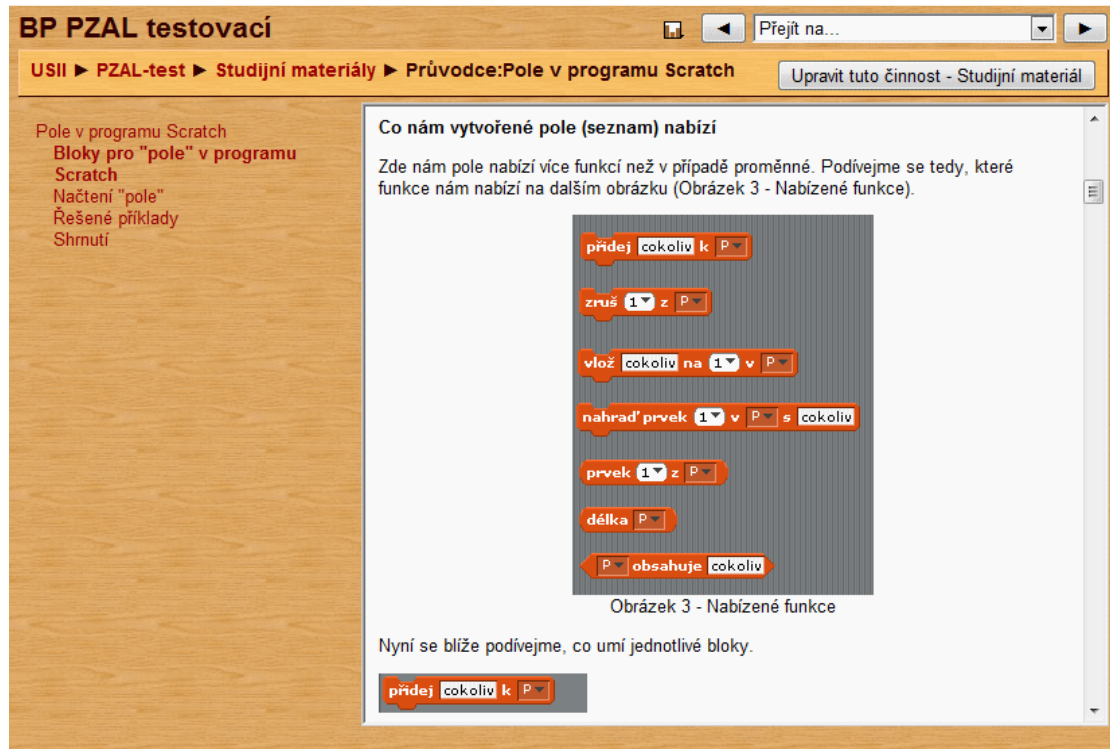 BP PZAL testovací
Přejít na...
USII ► PZAL-test ► Studijní materiály ► Průvodce:Pole v programu Scratch
Upravit tuto činnost - Studijní materiál
Pole v programu Scratch
Bloky pro "pole" v programu
Scratch
Načtení "pole"
Řešené příklady
Shrnutí
Co nám vytvořené pole (seznam) nabízí
Zde nám pole nabízí více funkcí než v případě proměnné. Podívejme se tedy, které
funkce nám nabízí na dalším obrázku (Obrázek 3 - Nabízené funkce).
přidej cokoliv k P
zruš 1 z P
vlož cokoliv na 1 v P
nahraď prvek 1 v P s cokoliv
prvek 1 z P
délka P
P obsahuje cokoliv
Obrázek 3 - Nabízené funkce
Nyní se blíže podívejme, co umí jednotlivé bloky.
přidej cokoliv k P